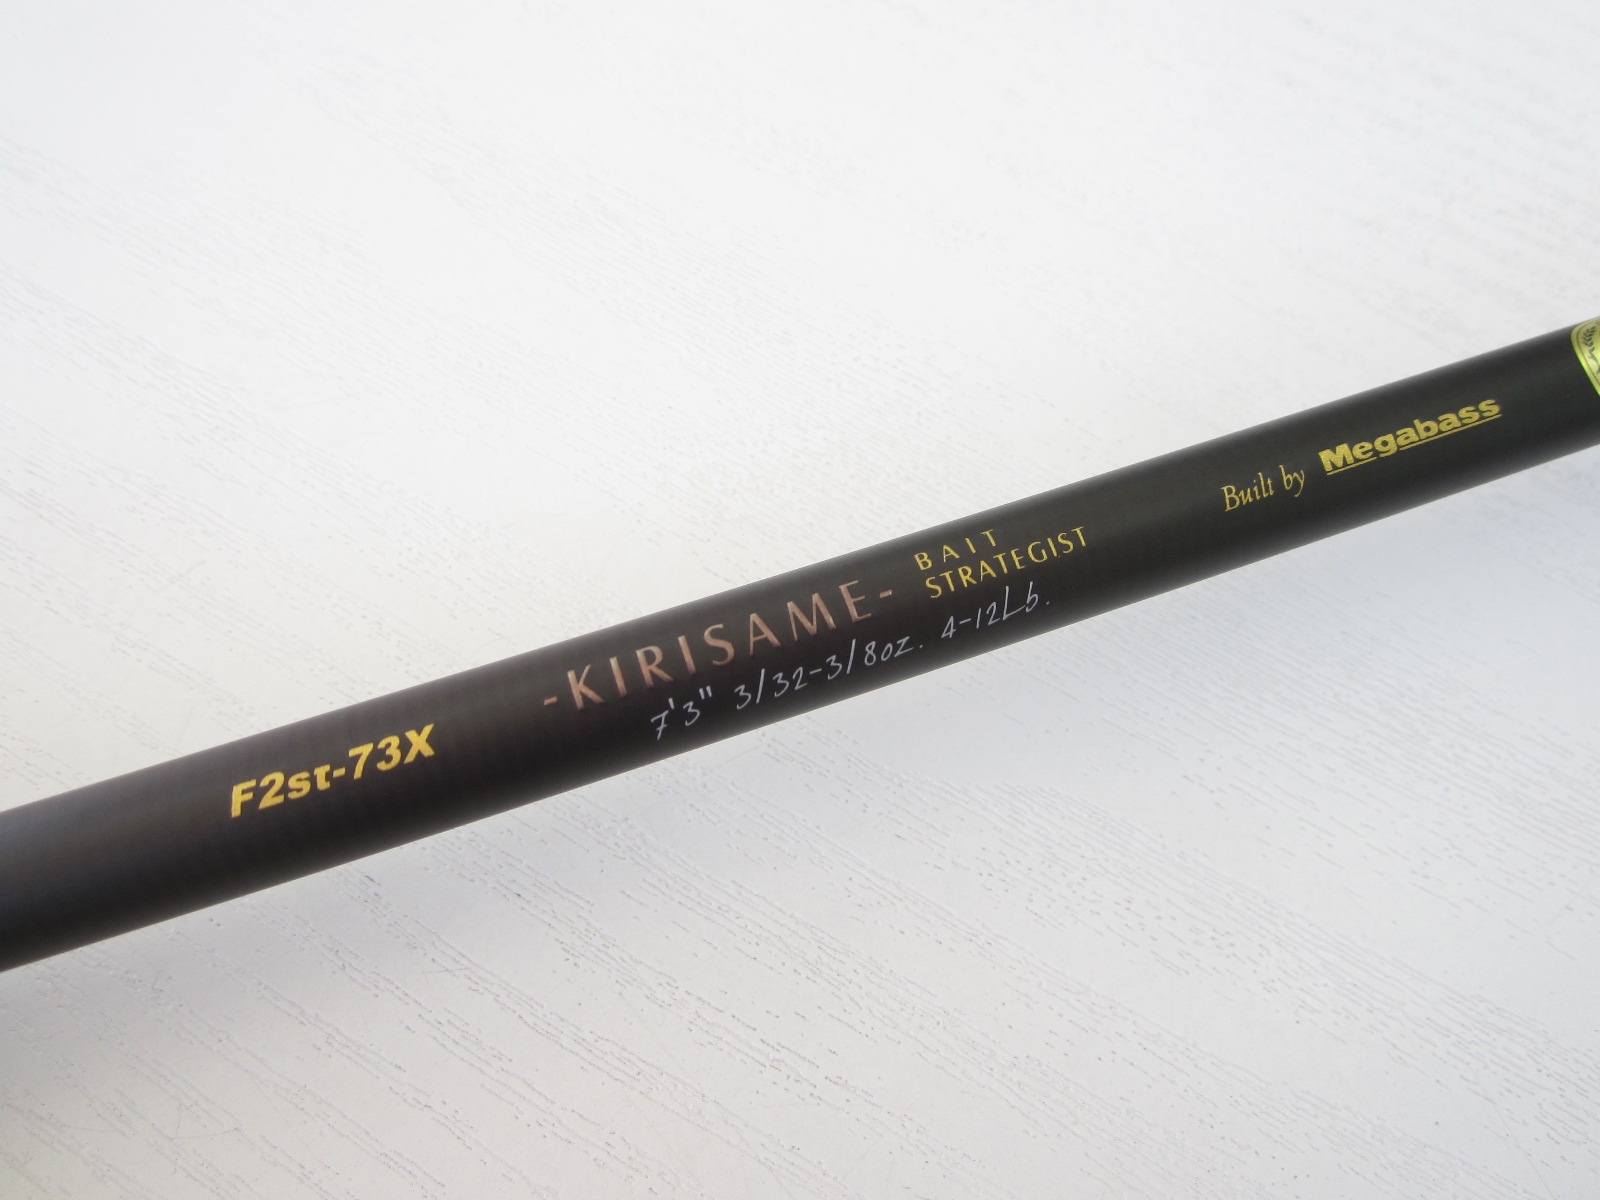 F2st-73X
-KIRISAME-
BAIT
STRATEGIST
7'3" 3/32-3/8oz. 4-12Lb.
Built by Megabass